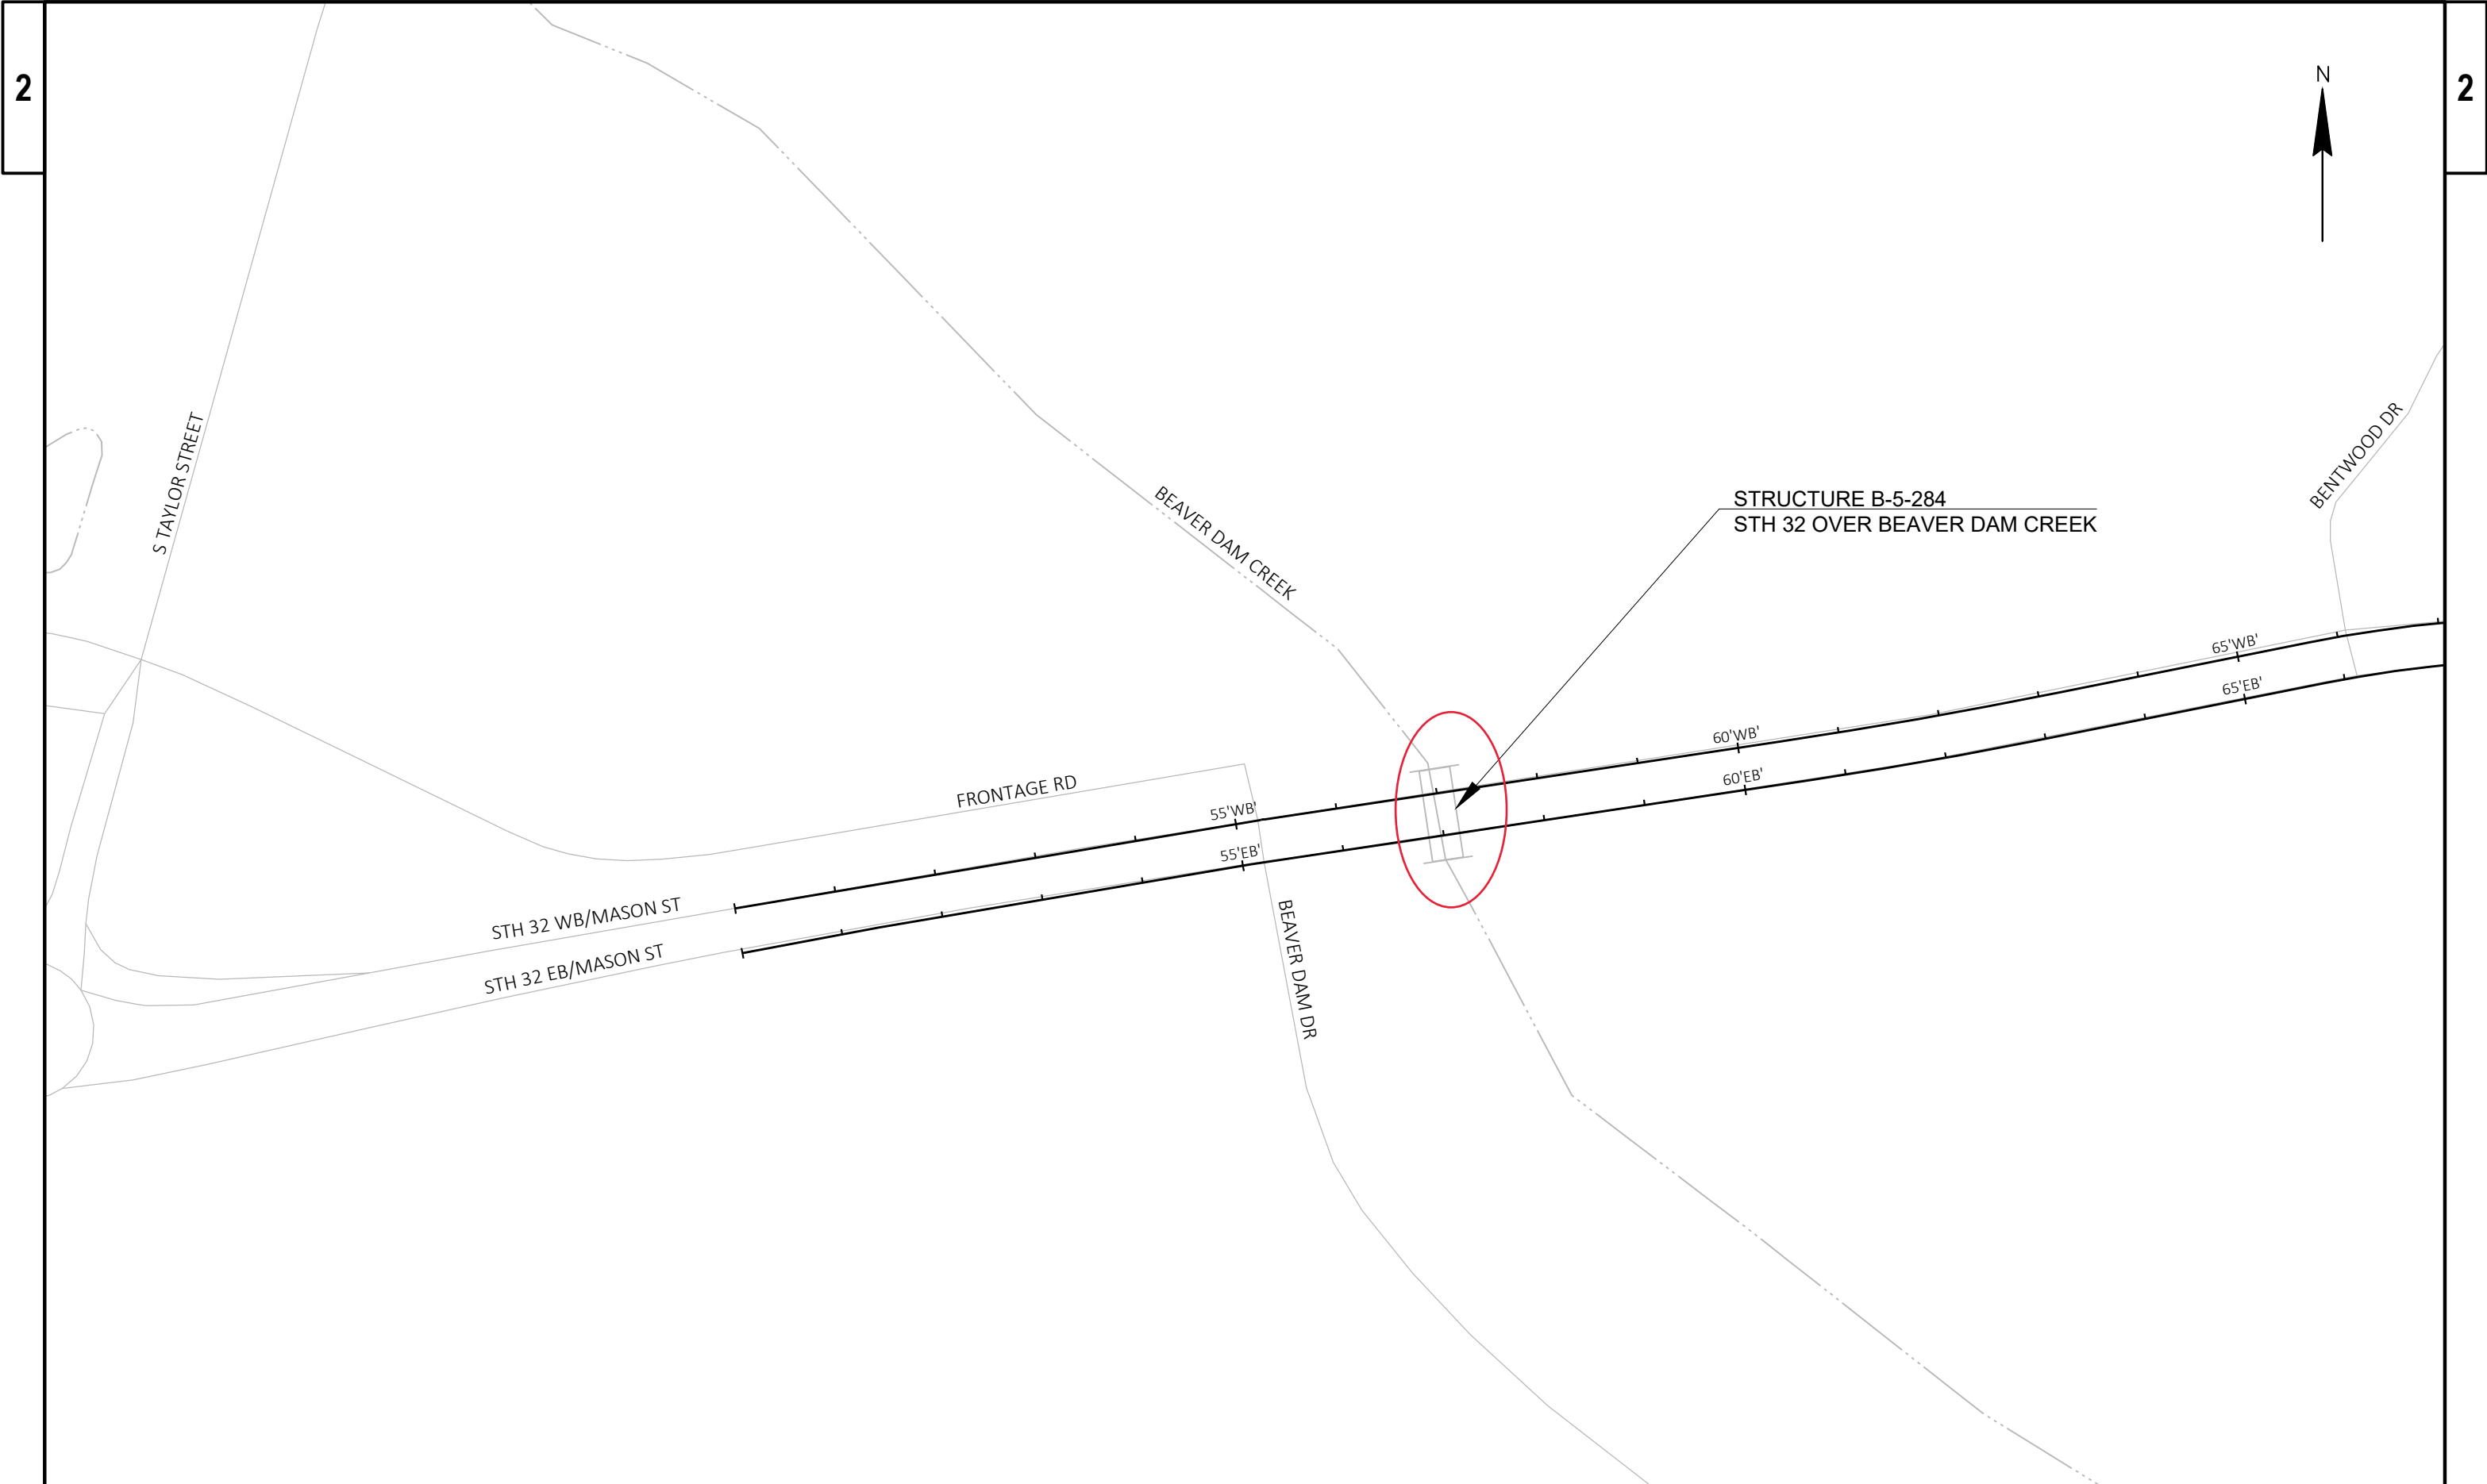 2
2
N
S TAYLOR STREET
BENTWOOD DR
BEAVER DAM CREEK
STRUCTURE B-5-284
STH 32 OVER BEAVER DAM CREEK
65'WB'
65'EB'
60'WB'
60'EB'
FRONTAGE RD
55'WB'
55'EB'
STH 32 WB/MASON ST
STH 32 EB/MASON ST
BEAVER DAM DR